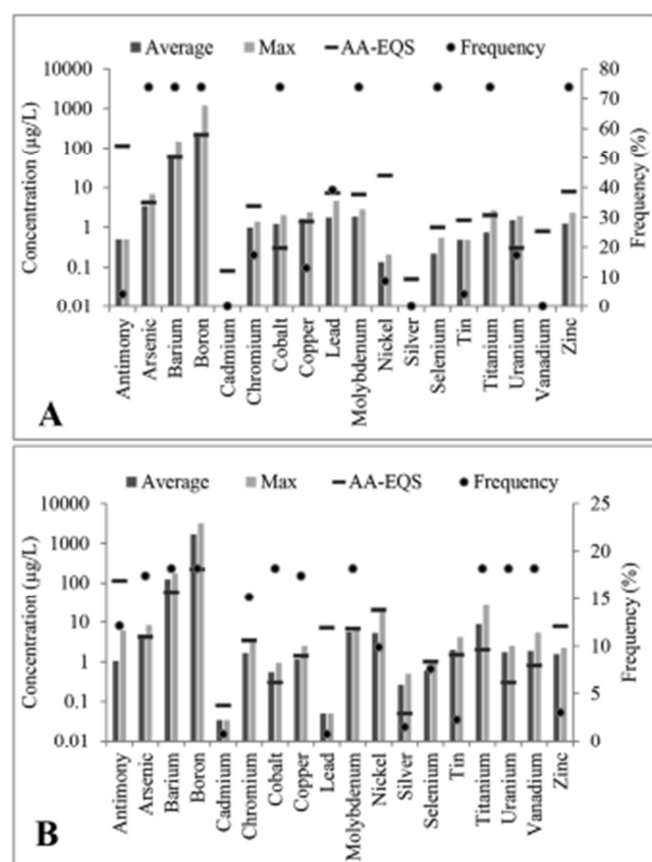 Average Max AA-EQS Frequency
10000
1000
100
10
1
0.1
0.01
Concentration (µg/L)
80
70
60
50
40
30
20
10
0
Frequency (%)
Antimony
Arsenic
Barium
Boron
Cadmium
Chromium
Cobalt
Copper
Lead
Molybdenum
Nickel
Silver
Selenium
Tin
Titanium
Uranium
Vanadium
Zinc
A
Average Max AA-EQS Frequency
10000
1000
100
10
1
0.1
0.01
Concentration (µg/L)
25
20
15
10
5
0
Frequency (%)
Antimony
Arsenic
Barium
Boron
Cadmium
Chromium
Cobalt
Copper
Lead
Molybdenum
Nickel
Silver
Selenium
Tin
Titanium
Uranium
Vanadium
Zinc
B